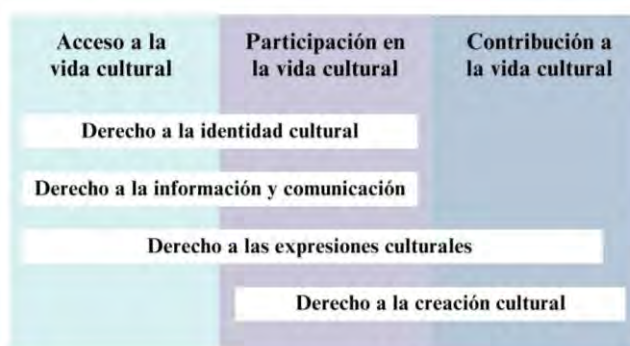 Acceso a la
vida cultural
Participación en
la vida cultural
Contribución a
la vida cultural
Derecho a la identidad cultural
Derecho a la información y comunicación
Derecho a las expresiones culturales
Derecho a la creación cultural